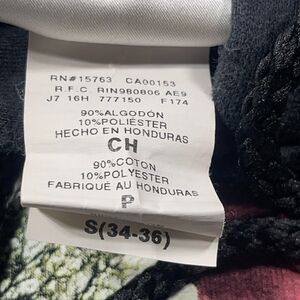 RN#15763 CA00153
R.F.C. RIN980806 AE9
J7 16H 777150 F174
90%ALGODÓN
10%POLIÉSTER
HECHO EN HONDURAS
CH
90%COTON
10%POLYESTER
FABRIQUÉ AU HONDURAS
P
S(34-36)